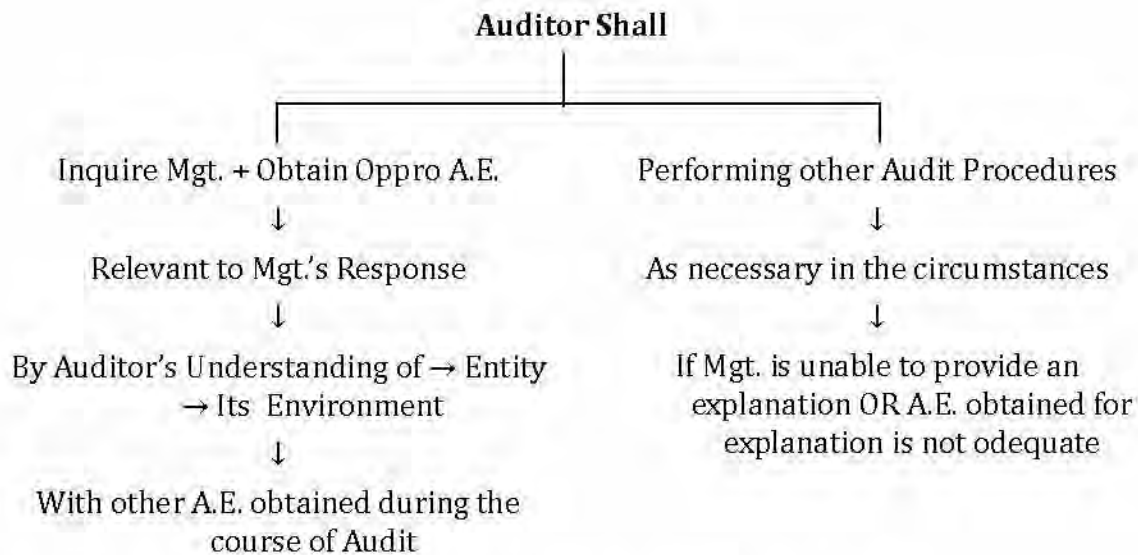 Auditor Shall
Inquire Mgt. + Obtain Oppro A.E.
↓
Relevant to Mgt.'s Response
↓
By Auditor's Understanding of → Entity
→ Its Environment
↓
With other A.E. obtained during the
course of Audit
Performing other Audit Procedures
↓
As necessary in the circumstances
↓
If Mgt. is unable to provide an
explanation OR A.E. obtained for
explanation is not adequate